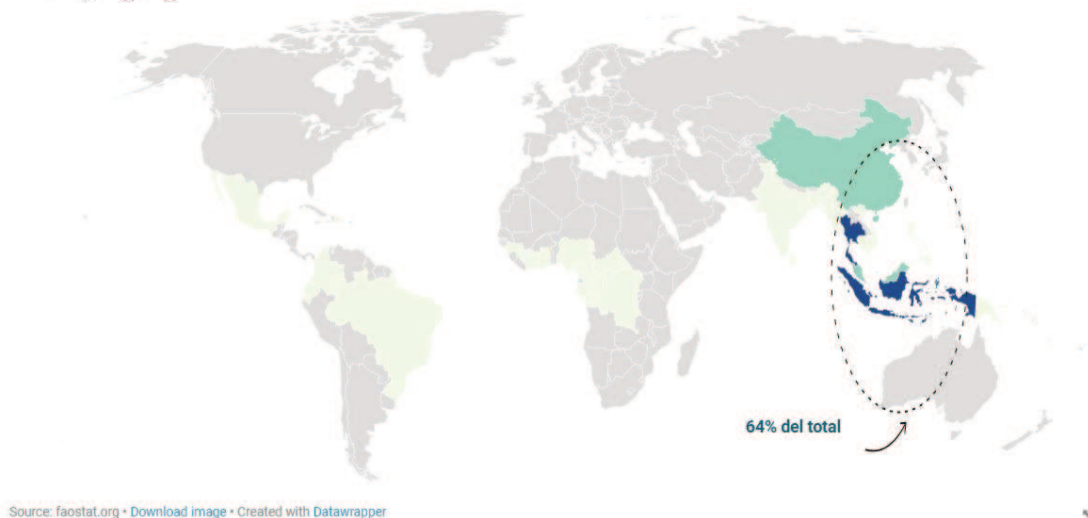 64% del total
Source: faostat.org • Download image • Created with Datawrapper